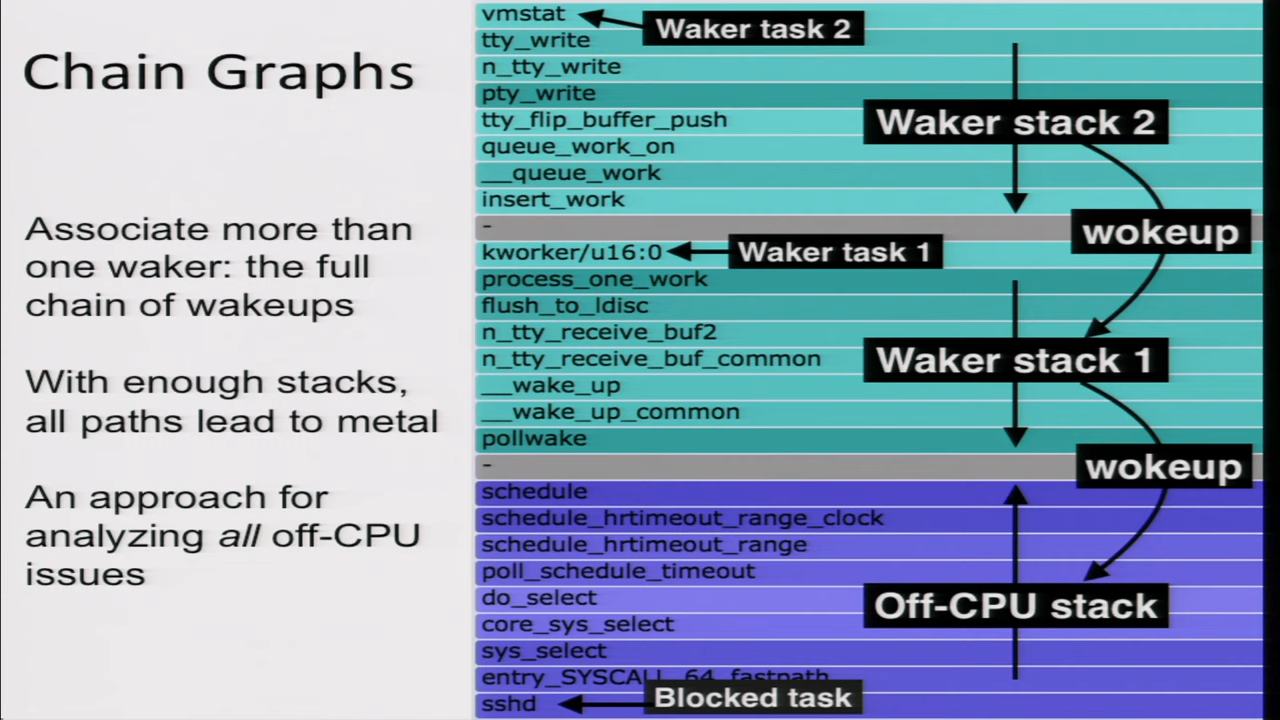 Chain Graphs
Associate more than
one waker: the full
chain of wakeups
With enough stacks,
all paths lead to metal
An approach for
analyzing all off-CPU
issues
vmstat
Waker task 2
tty_write
n_tty_write
pty_write
tty_flip_buffer_push
Waker stack 2
queue_work_on
__queue_work
insert_work
-
wokeup
kworker/u16:0
Waker task 1
process_one_work
flush_to_ldisc
n_tty_receive_buf2
n_tty_receive_buf_common
Waker stack 1
__wake_up
__wake_up_common
pollwake
-
wokeup
schedule
schedule_hrtimeout_range_clock
schedule_hrtimeout_range
poll_schedule_timeout
do_select
Off-CPU stack
core_sys_select
sys_select
entry_SYSCALL_64_fastpath
sshd
Blocked task